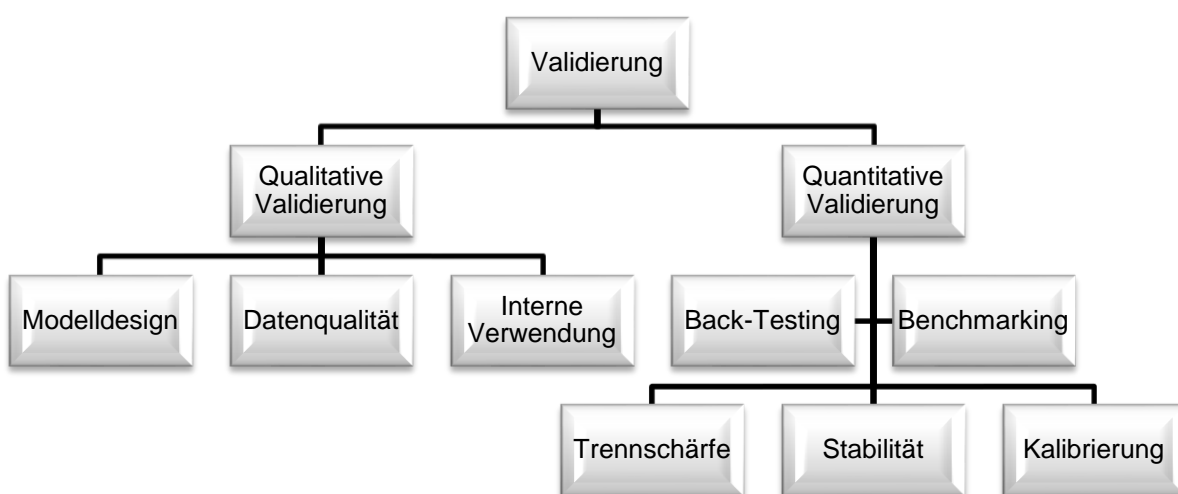 Validierung
Qualitative
Validierung
Quantitative
Validierung
Modelldesign
Datenqualität
Interne
Verwendung
Back-Testing
Benchmarking
Trennschärfe
Stabilität
Kalibrierung